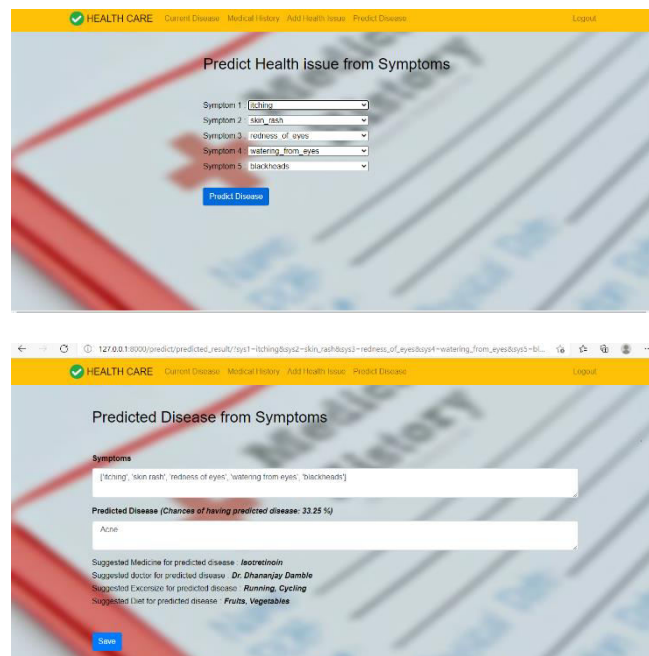 HEALTH CARE Current Disease Medical History Add Health Issue Predict Disease Logout
Predict Health issue from Symptoms
Symptom 1 : itching
Symptom 2 : skin_rash
Symptom 3 : redness_of_eyes
Symptom 4 : watering_from_eyes
Symptom 5 : blackheads
Predict Disease
127.0.0.1:8000/predict/predicted_result/?sys1=itching&sys2=skin_rash&sys3=redness_of_eyes&sys4=watering_from_eyes&sys5=bl...
HEALTH CARE Current Disease Medical History Add Health Issue Predict Disease Logout
Predicted Disease from Symptoms
Symptoms
['itching', 'skin rash', 'redness of eyes', 'watering from eyes', 'blackheads']
Predicted Disease (Chances of having predicted disease: 33.25 %)
Acne
Suggested Medicine for predicted disease : Isotretinoin
Suggested doctor for predicted disease : Dr. Dhananjay Damble
Suggested Excersize for predicted disease : Running, Cycling
Suggested Diet for predicted disease : Fruits, Vegetables
Save